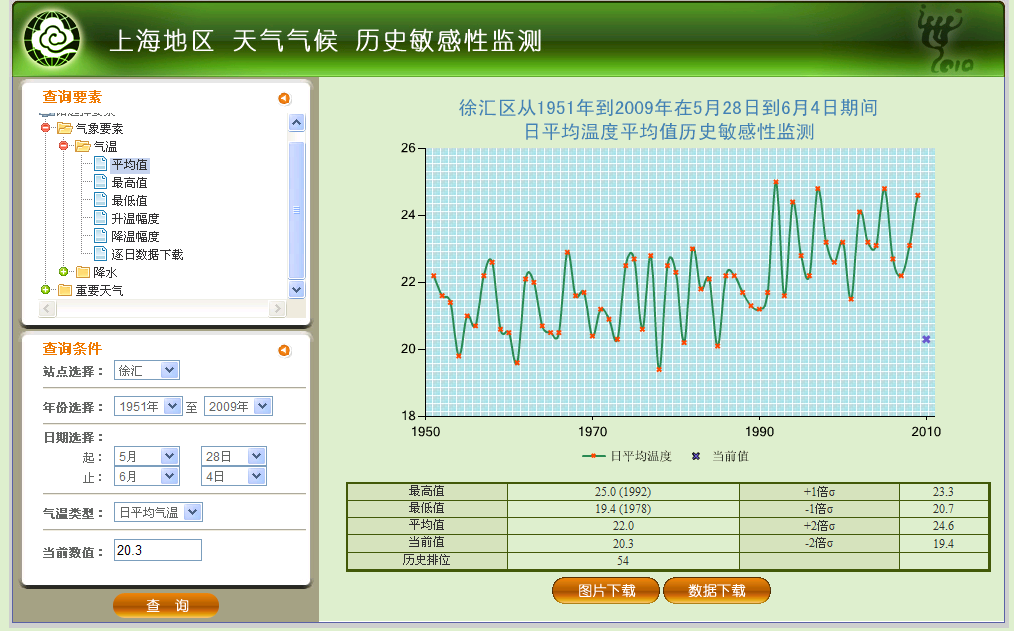 上海地区 天气气候 历史敏感性监测
2010
查询要素
气象要素
气温
平均值
最高值
最低值
升温幅度
降温幅度
逐日数据下载
降水
重要天气
查询条件
站点选择： 徐汇
年份选择： 1951年 至 2009年
日期选择：
起： 5月 28日
止： 6月 4日
气温类型： 日平均气温
当前数值： 20.3
查 询
徐汇区从1951年到2009年在5月28日到6月4日期间
日平均温度平均值历史敏感性监测
26
24
22
20
18
1950 1970 1990 2010
日平均温度 当前值
最高值 25.0 (1992) +1倍σ 23.3
最低值 19.4 (1978) -1倍σ 20.7
平均值 22.0 +2倍σ 24.6
当前值 20.3 -2倍σ 19.4
历史排位 54
图片下载 数据下载